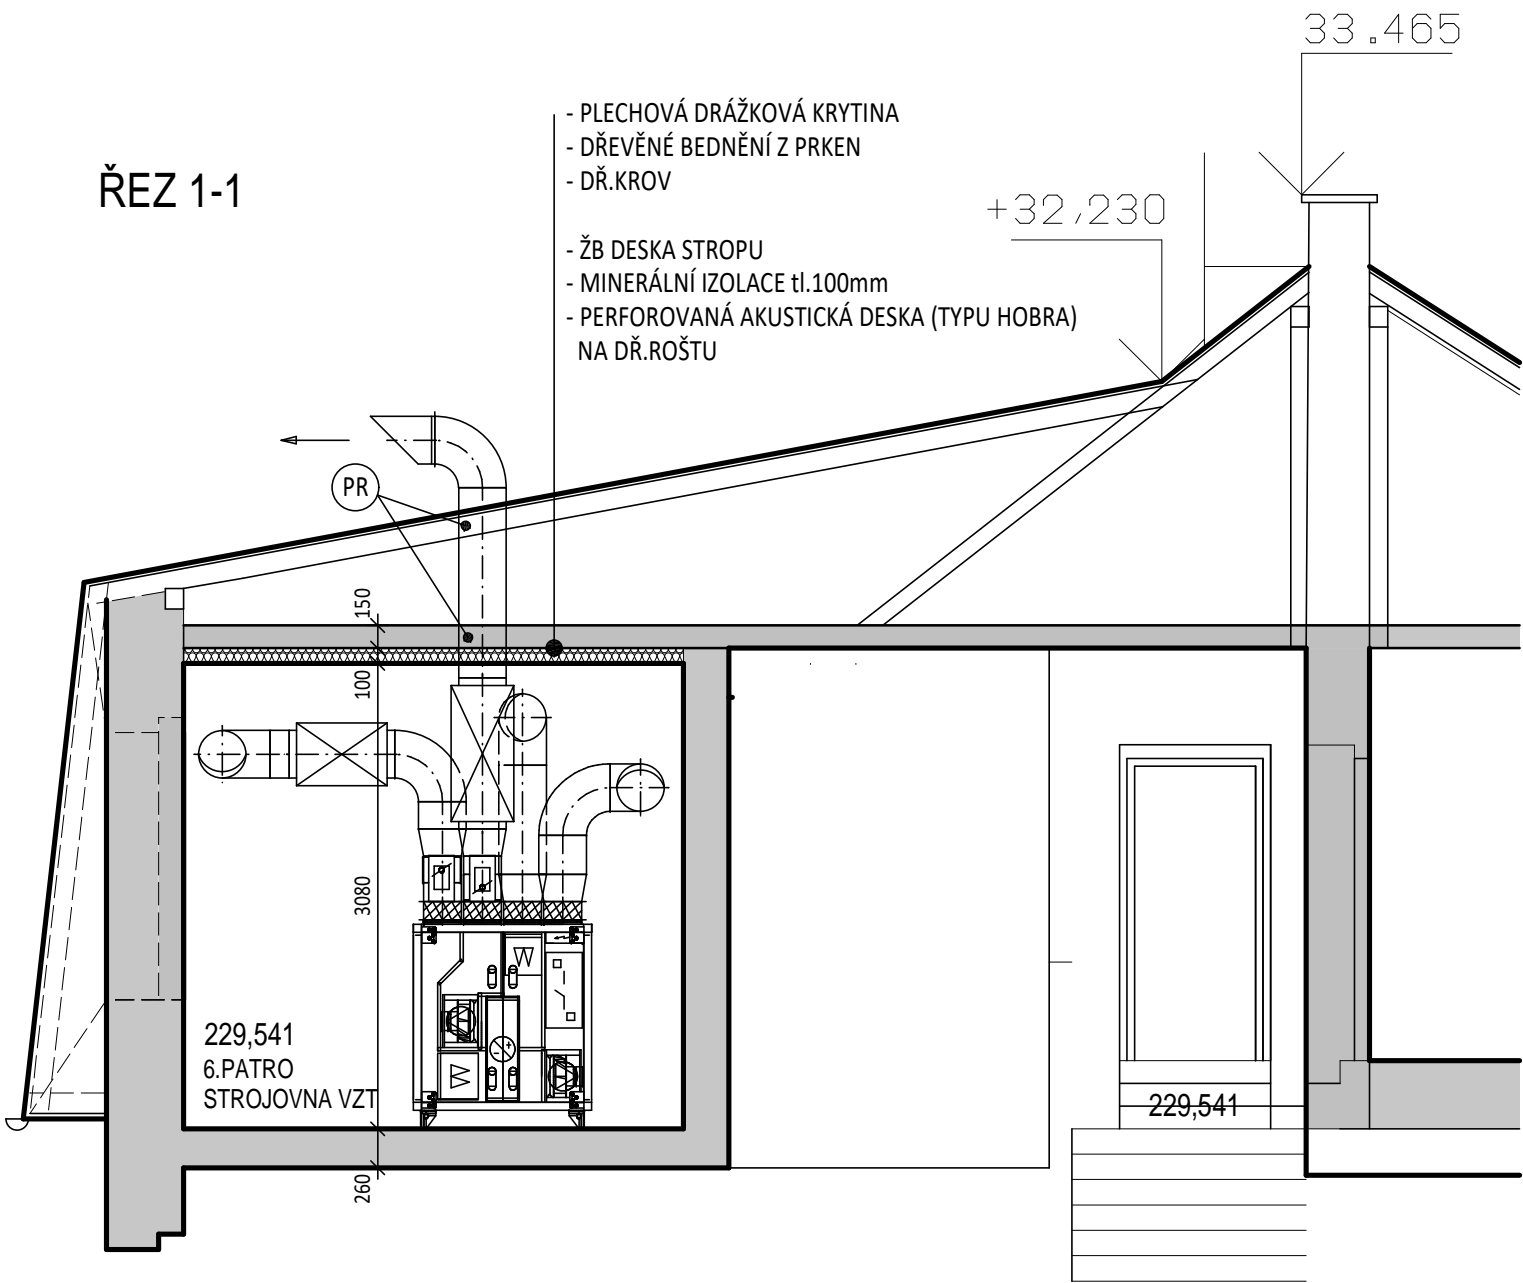 33.465
- PLECHOVÁ DRÁŽKOVÁ KRYTINA
- DŘEVĚNÉ BEDNĚNÍ Z PRKEN
- DŘ.KROV
ŘEZ 1-1
+32,230
- ŽB DESKA STROPU
- MINERÁLNÍ IZOLACE tl.100mm
- PERFOROVANÁ AKUSTICKÁ DESKA (TYPU HOBRA)
NA DŘ.ROŠTU
PR
150
100
3080
229,541
6.PATRO
STROJOVNA VZT
229,541
260